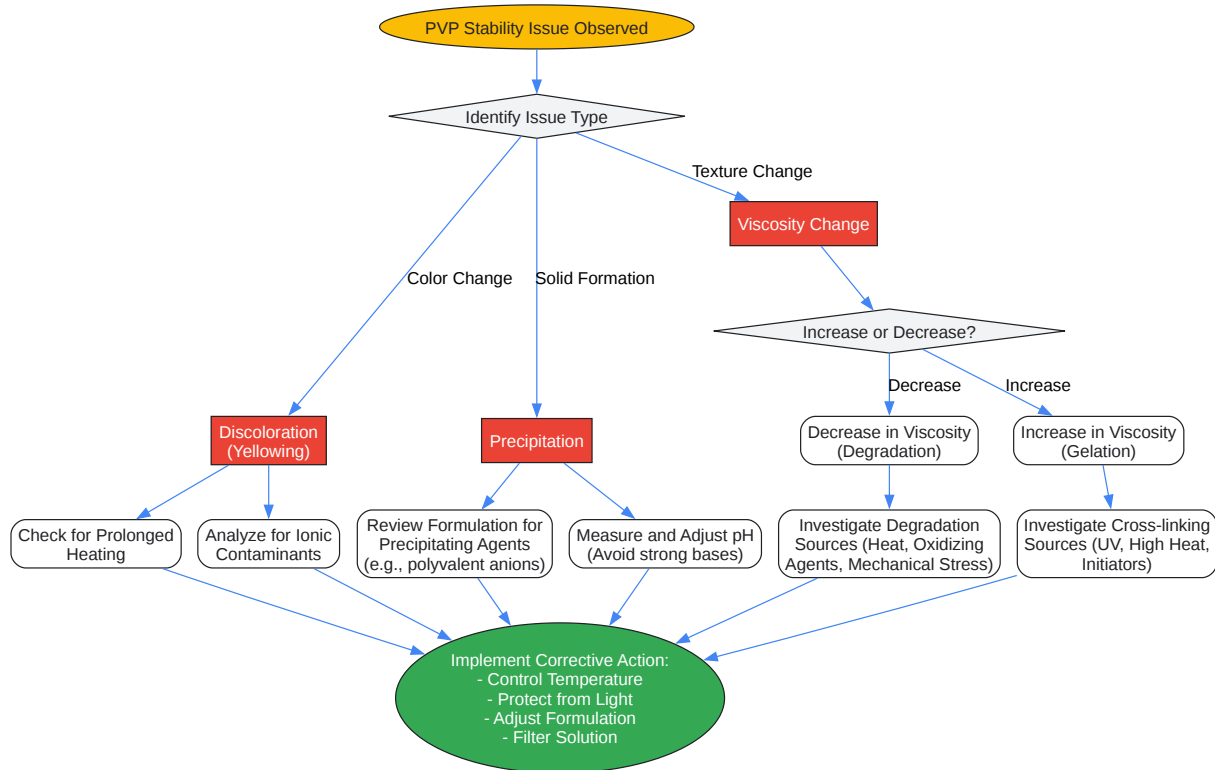 PVP Stability Issue Observed
Identify Issue Type
Texture Change
Viscosity Change
Color Change
Solid Formation
Increase or Decrease?
Decrease
Increase
Discoloration
(Yellowing)
Precipitation
Decrease in Viscosity
(Degradation)
Increase in Viscosity
(Gelation)
Check for Prolonged
Heating
Analyze for Ionic
Contaminants
Review Formulation for
Precipitating Agents
(e.g., polyvalent anions)
Measure and Adjust pH
(Avoid strong bases)
Investigate Degradation
Sources (Heat, Oxidizing
Agents, Mechanical Stress)
Investigate Cross-linking
Sources (UV, High Heat,
Initiators)
Implement Corrective Action:
- Control Temperature
- Protect from Light
- Adjust Formulation
- Filter Solution